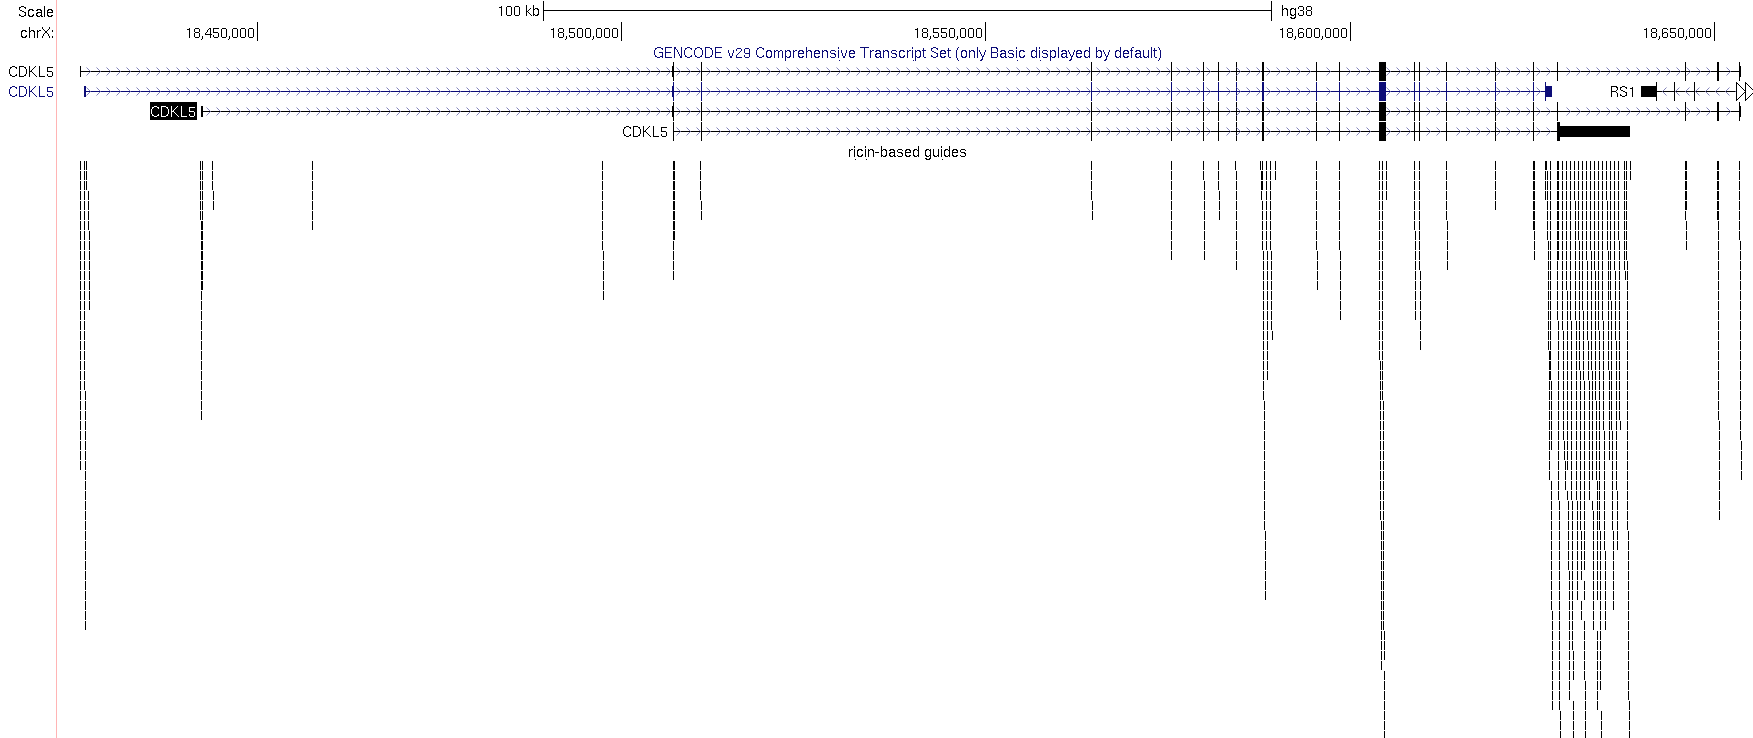 Scale 100 kb hg38
chrX: 18,450,000 18,500,000 18,550,000 18,600,000 18,650,000
GENCODE v29 Comprehensive Transcript Set (only Basic displayed by default)
CDKL5
CDKL5 RS1
CDKL5
CDKL5
ricin-based guides